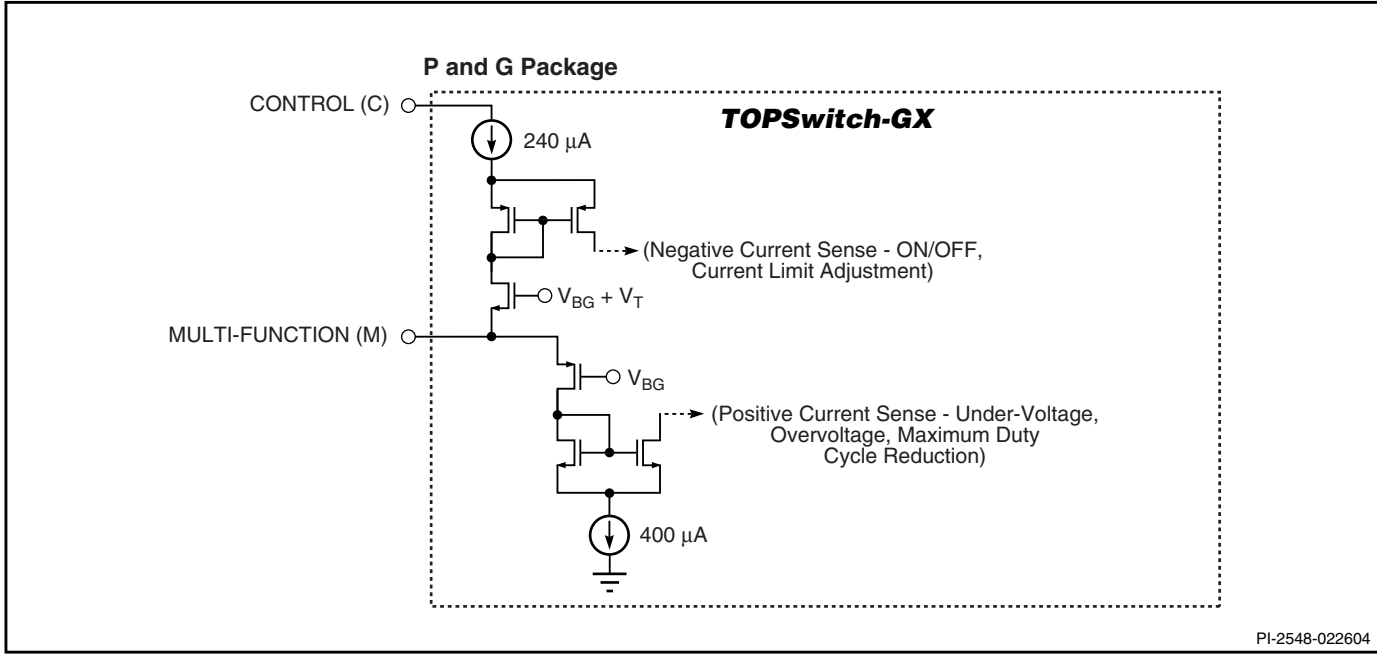 P and G Package
CONTROL (C)
TOPSwitch-GX
240 μA
(Negative Current Sense - ON/OFF,
Current Limit Adjustment)
VBG + VT
MULTI-FUNCTION (M)
VBG
(Positive Current Sense - Under-Voltage,
Overvoltage, Maximum Duty
Cycle Reduction)
400 μA
PI-2548-022604